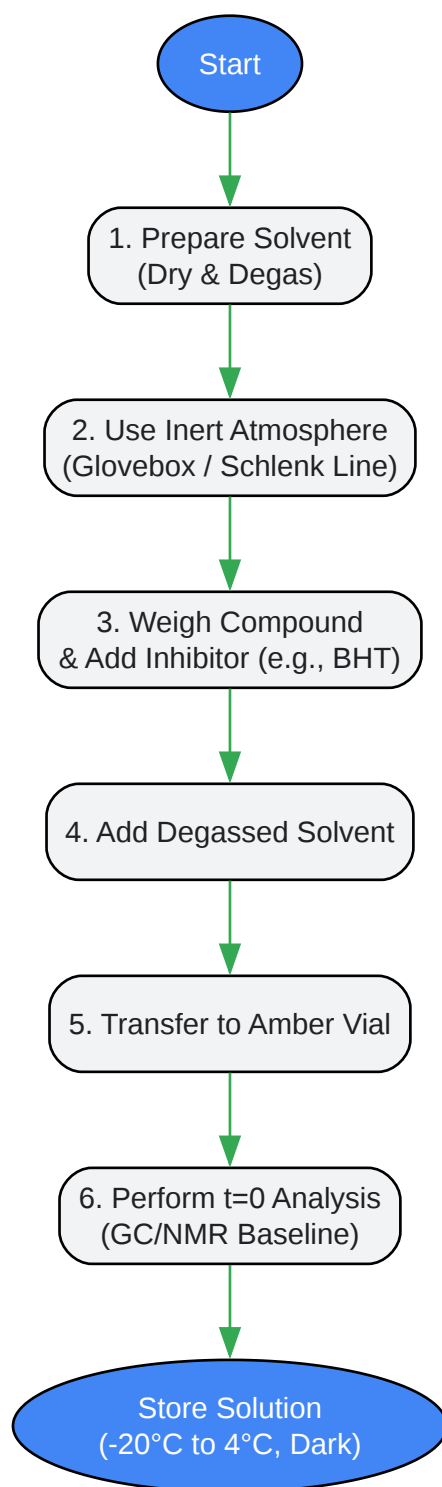 Start
1. Prepare Solvent
(Dry & Degas)
2. Use Inert Atmosphere
(Glovebox / Schlenk Line)
3. Weigh Compound
& Add Inhibitor (e.g., BHT)
4. Add Degassed Solvent
5. Transfer to Amber Vial
6. Perform t=0 Analysis
(GC/NMR Baseline)
Store Solution
(-20°C to 4°C, Dark)